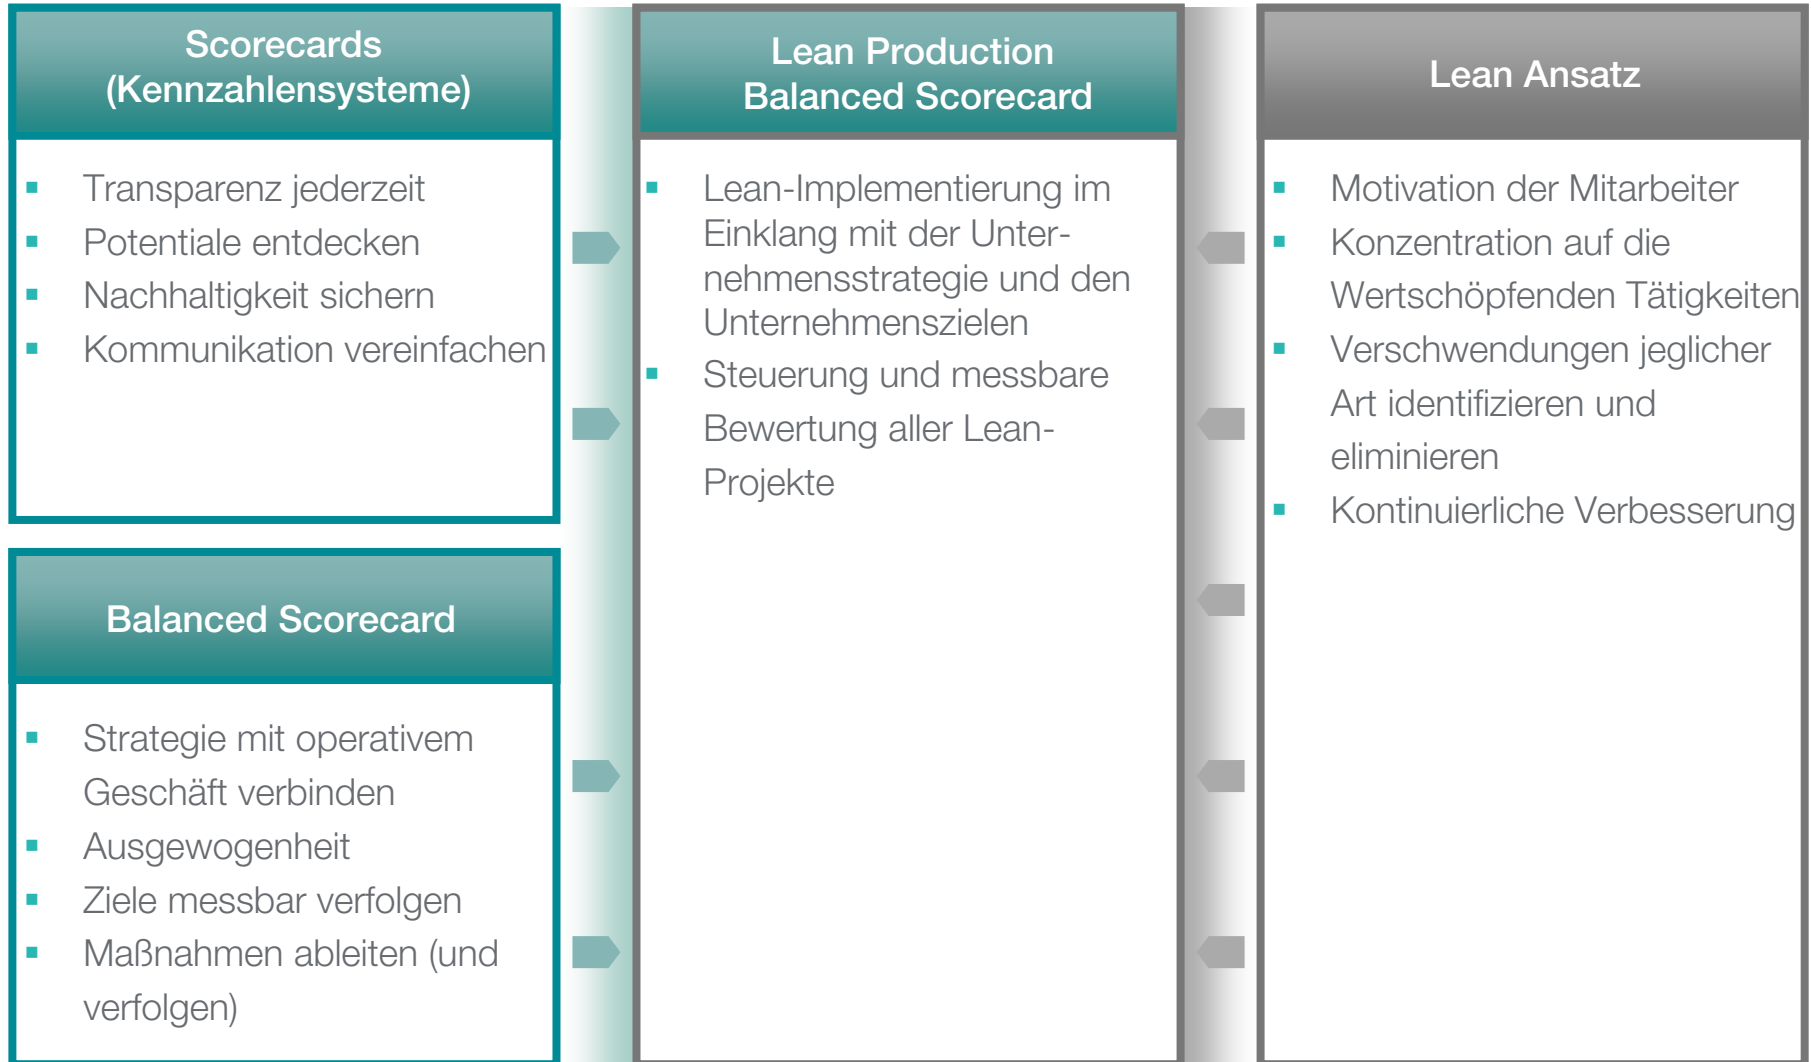 Scorecards
(Kennzahlensysteme)
▪ Transparenz jederzeit
▪ Potentiale entdecken
▪ Nachhaltigkeit sichern
▪ Kommunikation vereinfachen
Balanced Scorecard
▪ Strategie mit operativem
Geschäft verbinden
▪ Ausgewogenheit
▪ Ziele messbar verfolgen
▪ Maßnahmen ableiten (und
verfolgen)
Lean Production
Balanced Scorecard
▪ Lean-Implementierung im
Einklang mit der Unter-
nehmensstrategie und den
Unternehmenszielen
▪ Steuerung und messbare
Bewertung aller Lean-
Projekte
Lean Ansatz
▪ Motivation der Mitarbeiter
▪ Konzentration auf die
Wertschöpfenden Tätigkeiten
▪ Verschwendungen jeglicher
Art identifizieren und
eliminieren
▪ Kontinuierliche Verbesserung